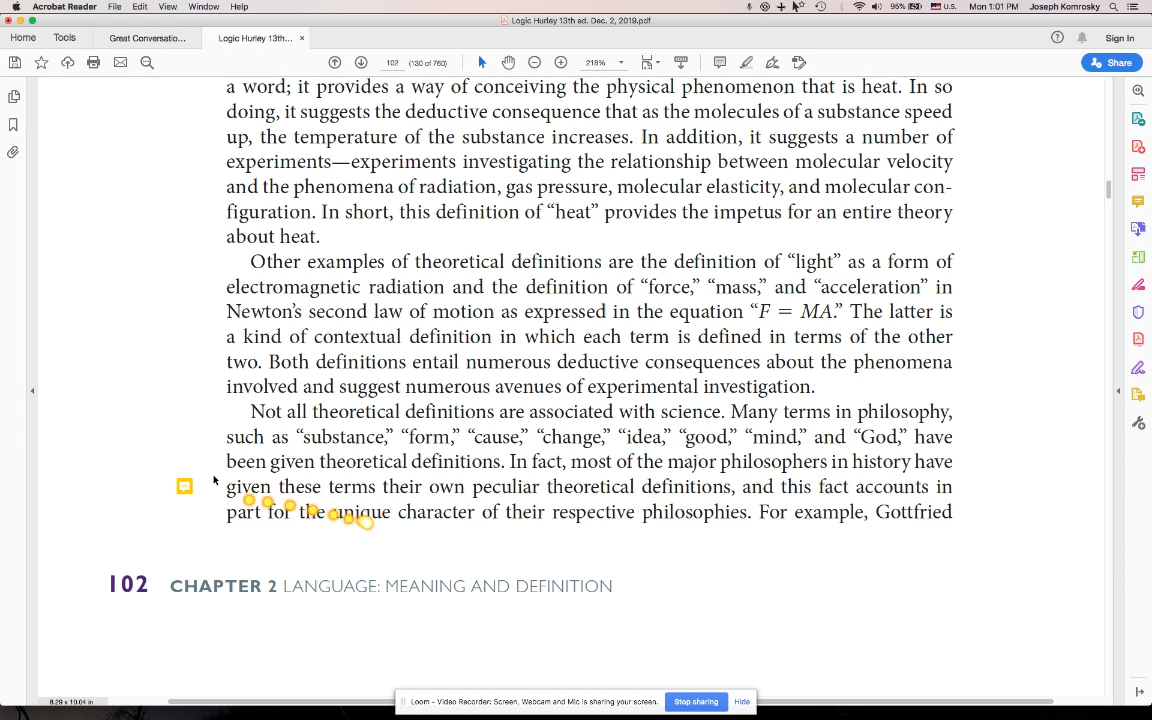 Acrobat Reader File Edit View Window Help 95% U.S. Mon 1:01 PM Joseph Komrosky
Logic Hurley 13th ed. Dec. 2, 2019.pdf
Home Tools Great Conversatio... Logic Hurley 13th... × Sign In
102 (130 of 760) 218% Share
a word; it provides a way of conceiving the physical phenomenon that is heat. In so
doing, it suggests the deductive consequence that as the molecules of a substance speed
up, the temperature of the substance increases. In addition, it suggests a number of
experiments—experiments investigating the relationship between molecular velocity
and the phenomena of radiation, gas pressure, molecular elasticity, and molecular con-
figuration. In short, this definition of “heat” provides the impetus for an entire theory
about heat.
Other examples of theoretical definitions are the definition of “light” as a form of
electromagnetic radiation and the definition of “force,” “mass,” and “acceleration” in
Newton’s second law of motion as expressed in the equation “F = MA.” The latter is
a kind of contextual definition in which each term is defined in terms of the other
two. Both definitions entail numerous deductive consequences about the phenomena
involved and suggest numerous avenues of experimental investigation.
Not all theoretical definitions are associated with science. Many terms in philosophy,
such as “substance,” “form,” “cause,” “change,” “idea,” “good,” “mind,” and “God,” have
been given theoretical definitions. In fact, most of the major philosophers in history have
given these terms their own peculiar theoretical definitions, and this fact accounts in
part for the unique character of their respective philosophies. For example, Gottfried
102 CHAPTER 2 LANGUAGE: MEANING AND DEFINITION
8.29 x 10.04 in
Loom - Video Recorder: Screen, Webcam and Mic is sharing your screen. Stop sharing Hide